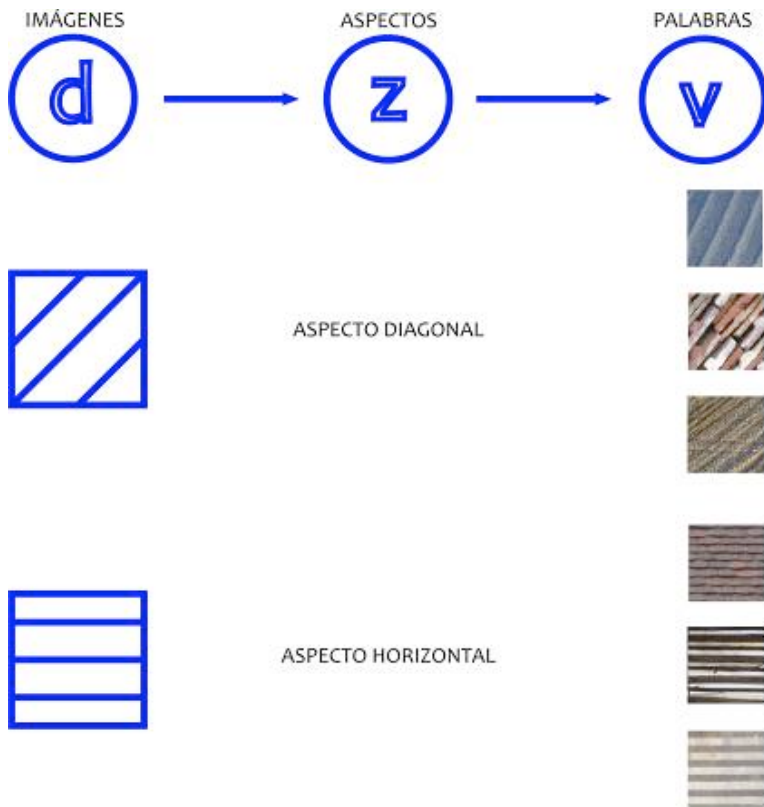 IMÁGENES
ASPECTOS
PALABRAS
d
z
v
ASPECTO DIAGONAL
ASPECTO HORIZONTAL